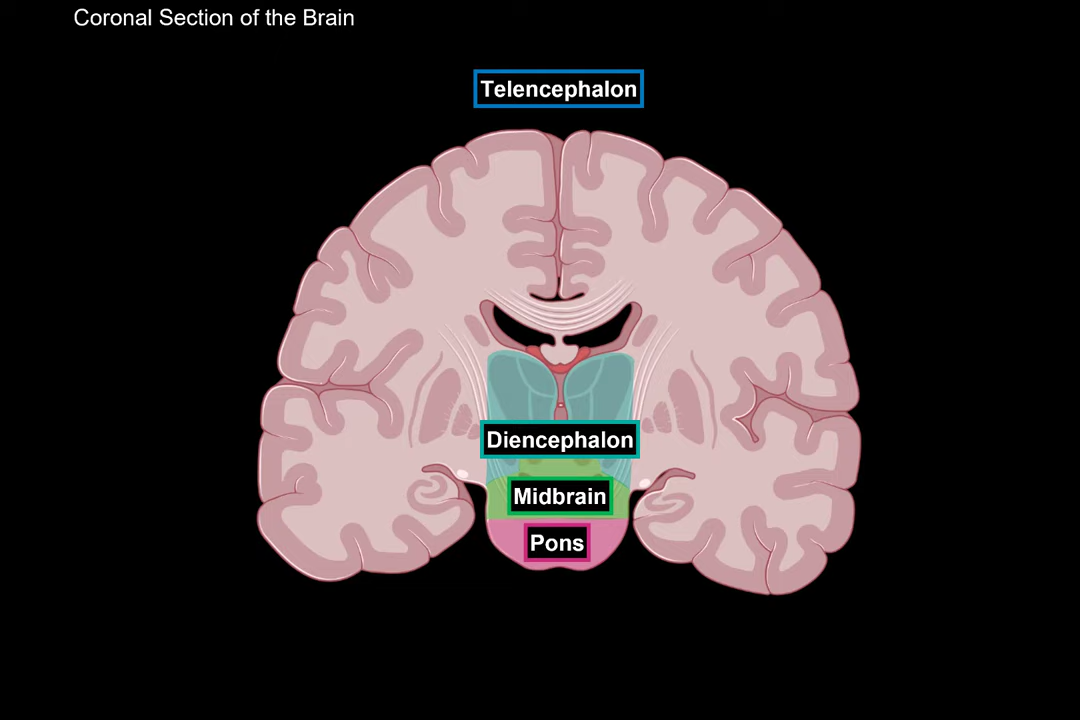 Coronal Section of the Brain
Telencephalon
Diencephalon
Midbrain
Pons